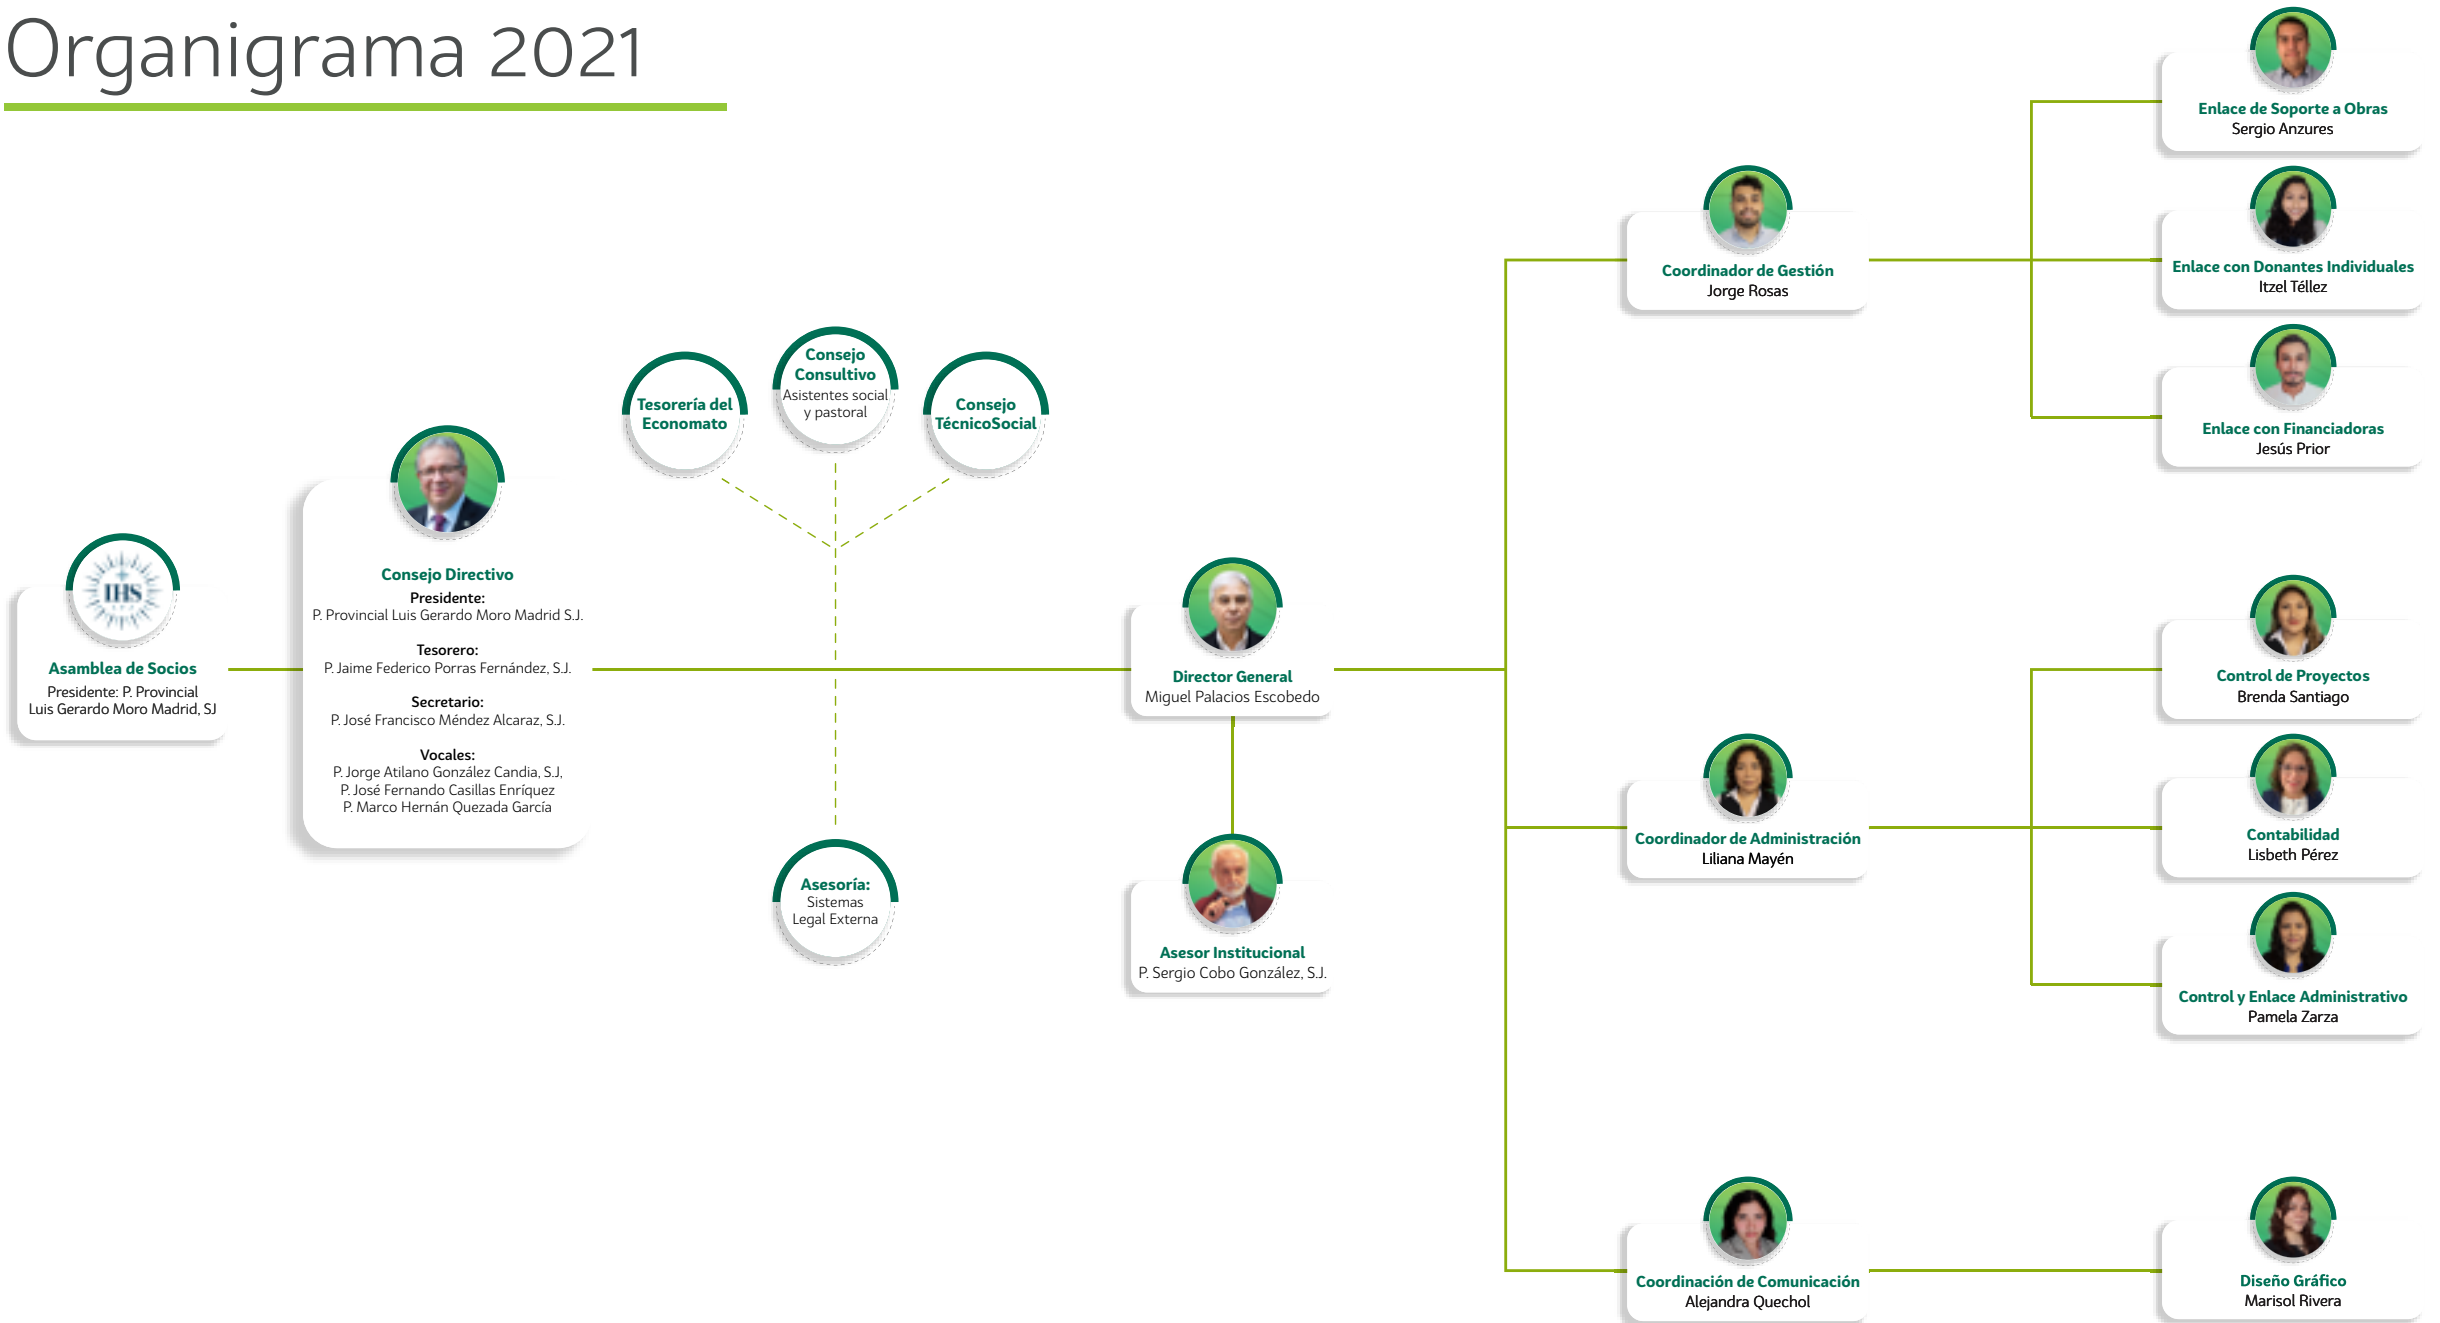 Organigrama 2021
IHS
Asamblea de Socios
Presidente: P. Provincial
Luis Gerardo Moro Madrid, SJ
Consejo Directivo
Presidente:
P. Provincial Luis Gerardo Moro Madrid S.J.
Tesorero:
P. Jaime Federico Porras Fernández, S.J.
Secretario:
P. José Francisco Méndez Alcaraz, S.J.
Vocales:
P. Jorge Atilano González Candia, S.J,
P. José Fernando Casillas Enríquez
P. Marco Hernán Quezada García
Tesorería del
Economato
Consejo
Consultivo
Asistentes social
y pastoral
Consejo
TécnicoSocial
Asesoría:
Sistemas
Legal Externa
Director General
Miguel Palacios Escobedo
Asesor Institucional
P. Sergio Cobo González, S.J.
Coordinador de Gestión
Jorge Rosas
Enlace de Soporte a Obras
Sergio Anzures
Enlace con Donantes Individuales
Itzel Téllez
Enlace con Financiadoras
Jesús Prior
Coordinador de Administración
Liliana Mayén
Control de Proyectos
Brenda Santiago
Contabilidad
Lisbeth Pérez
Control y Enlace Administrativo
Pamela Zarza
Coordinación de Comunicación
Alejandra Quechol
Diseño Gráfico
Marisol Rivera